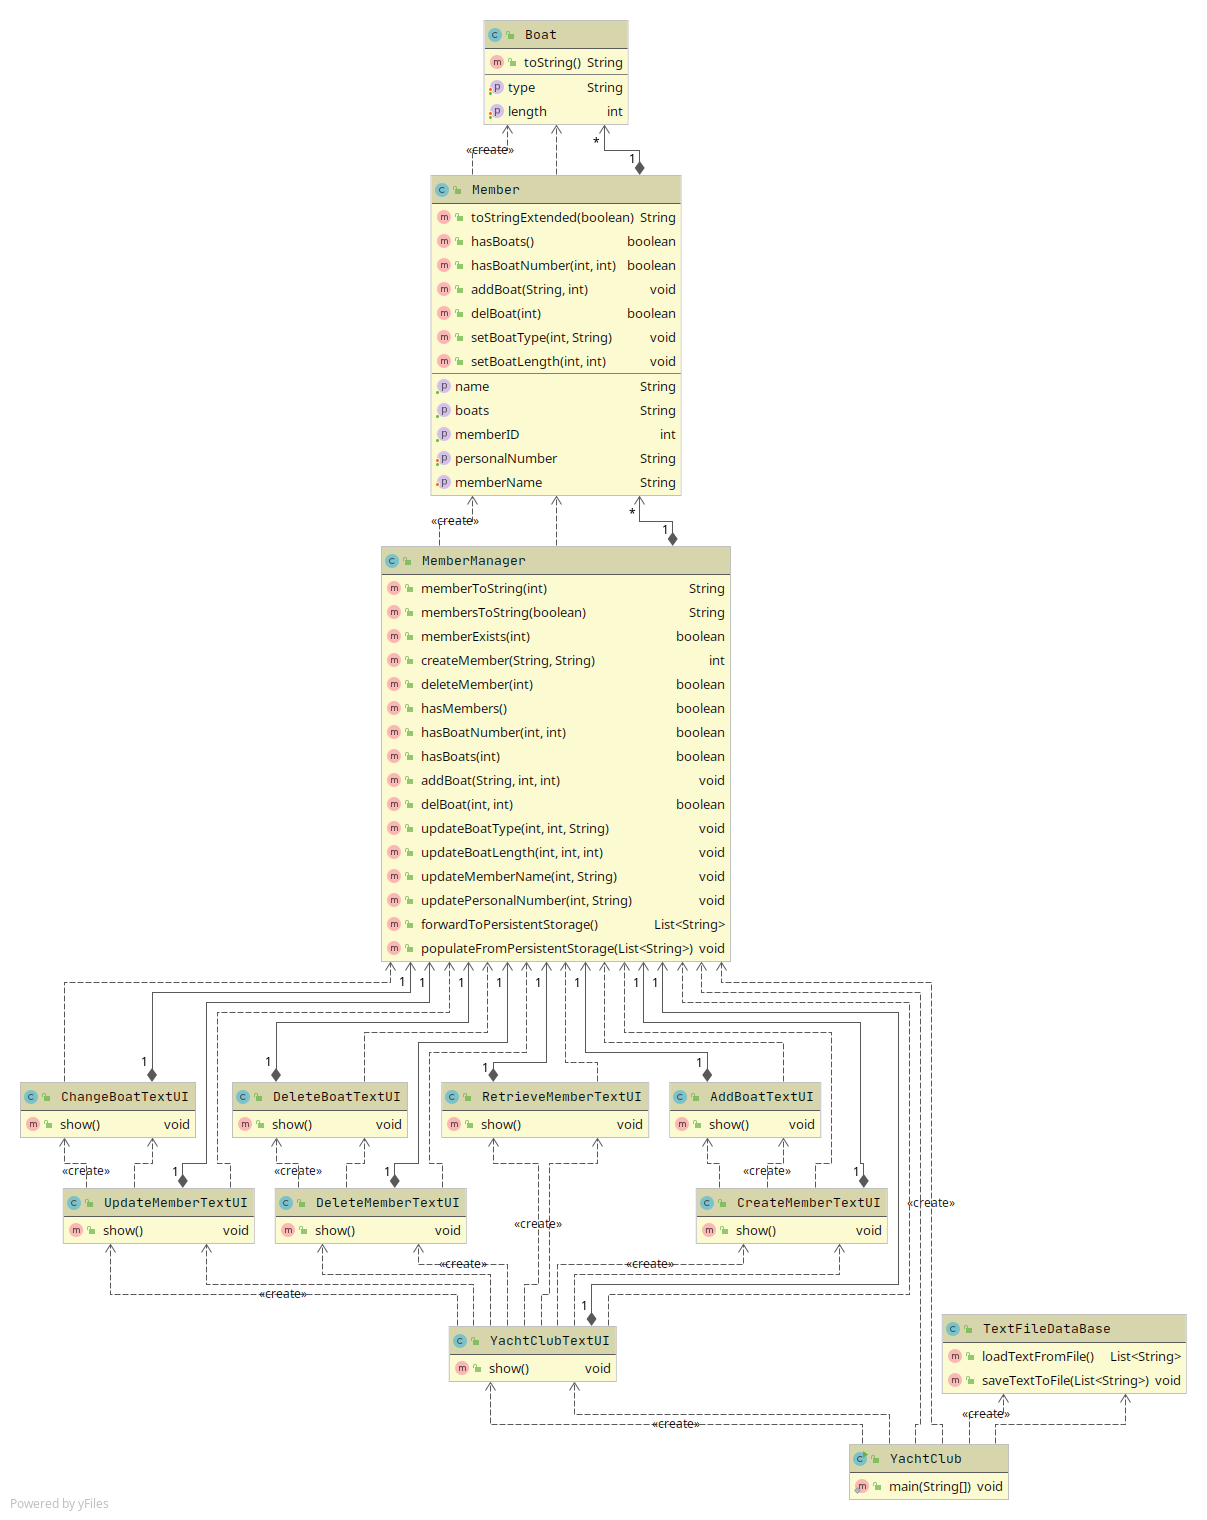 Boat
toString() String
type String
length int
«create»
*
1
Member
toStringExtended(boolean) String
hasBoats() boolean
hasBoatNumber(int, int) boolean
addBoat(String, int) void
delBoat(int) boolean
setBoatType(int, String) void
setBoatLength(int, int) void
name String
boats String
memberID int
personalNumber String
memberName String
«create»
*
1
MemberManager
memberToString(int) String
membersToString(boolean) String
memberExists(int) boolean
createMember(String, String) int
deleteMember(int) boolean
hasMembers() boolean
hasBoatNumber(int, int) boolean
hasBoats(int) boolean
addBoat(String, int, int) void
delBoat(int, int) boolean
updateBoatType(int, int, String) void
updateBoatLength(int, int, int) void
updateMemberName(int, String) void
updatePersonalNumber(int, String) void
forwardToPersistentStorage() List<String>
populateFromPersistentStorage(List<String>) void
1 1 1 1 1 1 1 1
1 1 1 1
ChangeBoatTextUI
show() void
DeleteBoatTextUI
show() void
RetrieveMemberTextUI
show() void
AddBoatTextUI
show() void
«create» 1 «create» 1 «create» 1
UpdateMemberTextUI
show() void
DeleteMemberTextUI
show() void
CreateMemberTextUI
show() void
«create»
«create»
«create»
«create»
«create»
1
YachtClubTextUI
show() void
TextFileDataBase
loadTextFromFile() List<String>
saveTextToFile(List<String>) void
«create»
«create»
YachtClub
main(String[]) void
Powered by yFiles